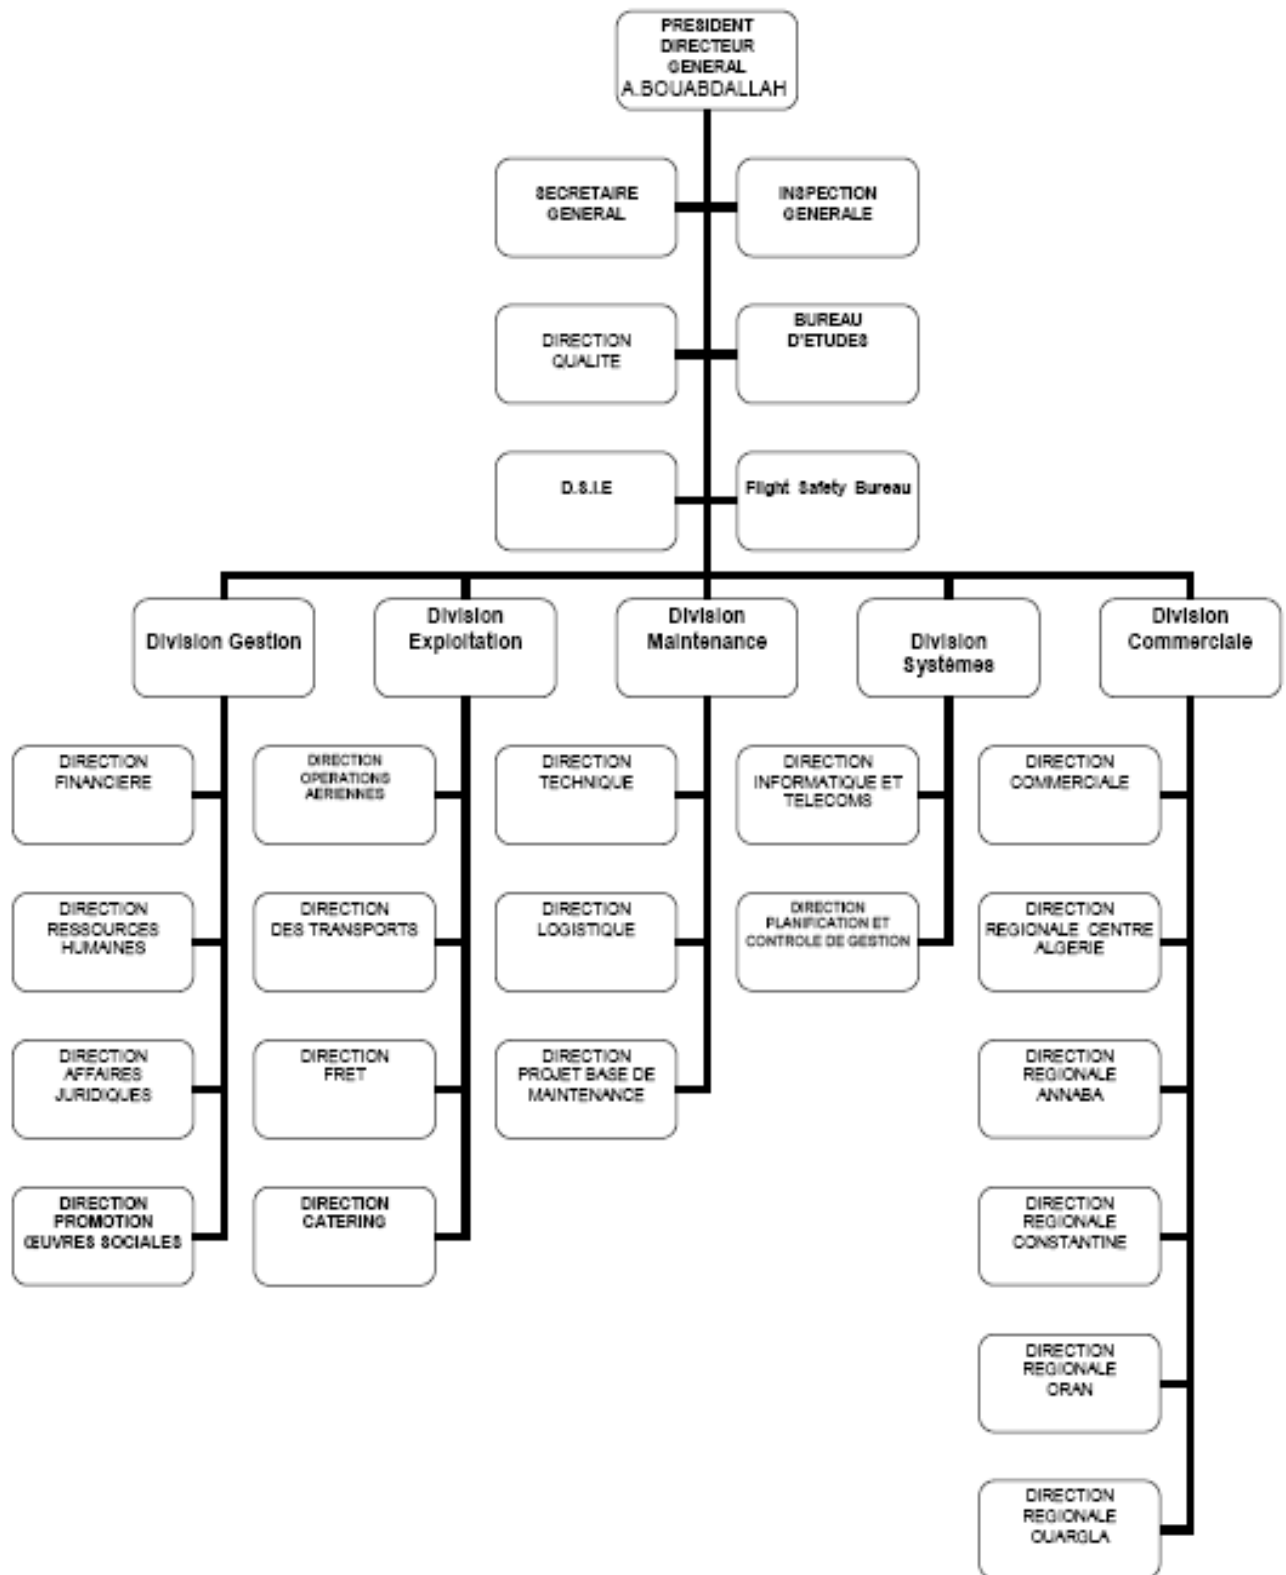 PRESIDENT
DIRECTEUR
GENERAL
A.BOUABDALLAH
SECRETAIRE
GENERAL
INSPECTION
GENERALE
DIRECTION
QUALITE
BUREAU
D'ETUDES
D.S.I.E
Flight Safety Bureau
Division Gestion
Division
Exploitation
Division
Maintenance
Division
Systèmes
Division
Commerciale
DIRECTION
FINANCIERE
DIRECTION
OPERATIONS
AERIENNES
DIRECTION
TECHNIQUE
DIRECTION
INFORMATIQUE ET
TELECOMS
DIRECTION
COMMERCIALE
DIRECTION
RESSOURCES
HUMAINES
DIRECTION
DES TRANSPORTS
DIRECTION
LOGISTIQUE
DIRECTION
PLANIFICATION ET
CONTROLE DE GESTION
DIRECTION
REGIONALE CENTRE
ALGERIE
DIRECTION
AFFAIRES
JURIDIQUES
DIRECTION
FRET
DIRECTION
PROJET BASE DE
MAINTENANCE
DIRECTION
REGIONALE
ANNABA
DIRECTION
PROMOTION
ŒUVRES SOCIALES
DIRECTION
CATERING
DIRECTION
REGIONALE
CONSTANTINE
DIRECTION
REGIONALE
ORAN
DIRECTION
REGIONALE
OUARGLA